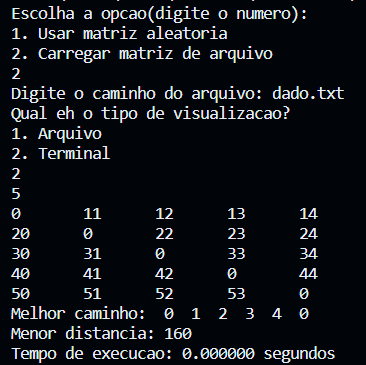 Escolha a opcao(digite o numero):
1. Usar matriz aleatoria
2. Carregar matriz de arquivo
2
Digite o caminho do arquivo: dado.txt
Qual eh o tipo de visualizacao?
1. Arquivo
2. Terminal
2
5
0 11 12 13 14
20 0 22 23 24
30 31 0 33 34
40 41 42 0 44
50 51 52 53 0
Melhor caminho: 0 1 2 3 4 0
Menor distancia: 160
Tempo de execucao: 0.000000 segundos